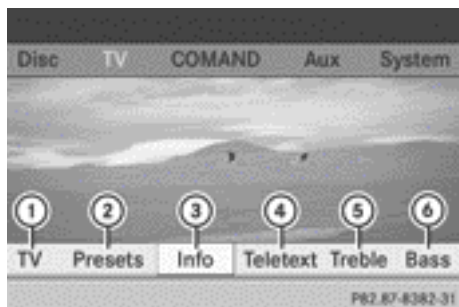 Disc TV COMAND Aux System
1 2 3 4 5 6
TV Presets Info Teletext Treble Bass
P82.87-8382-31